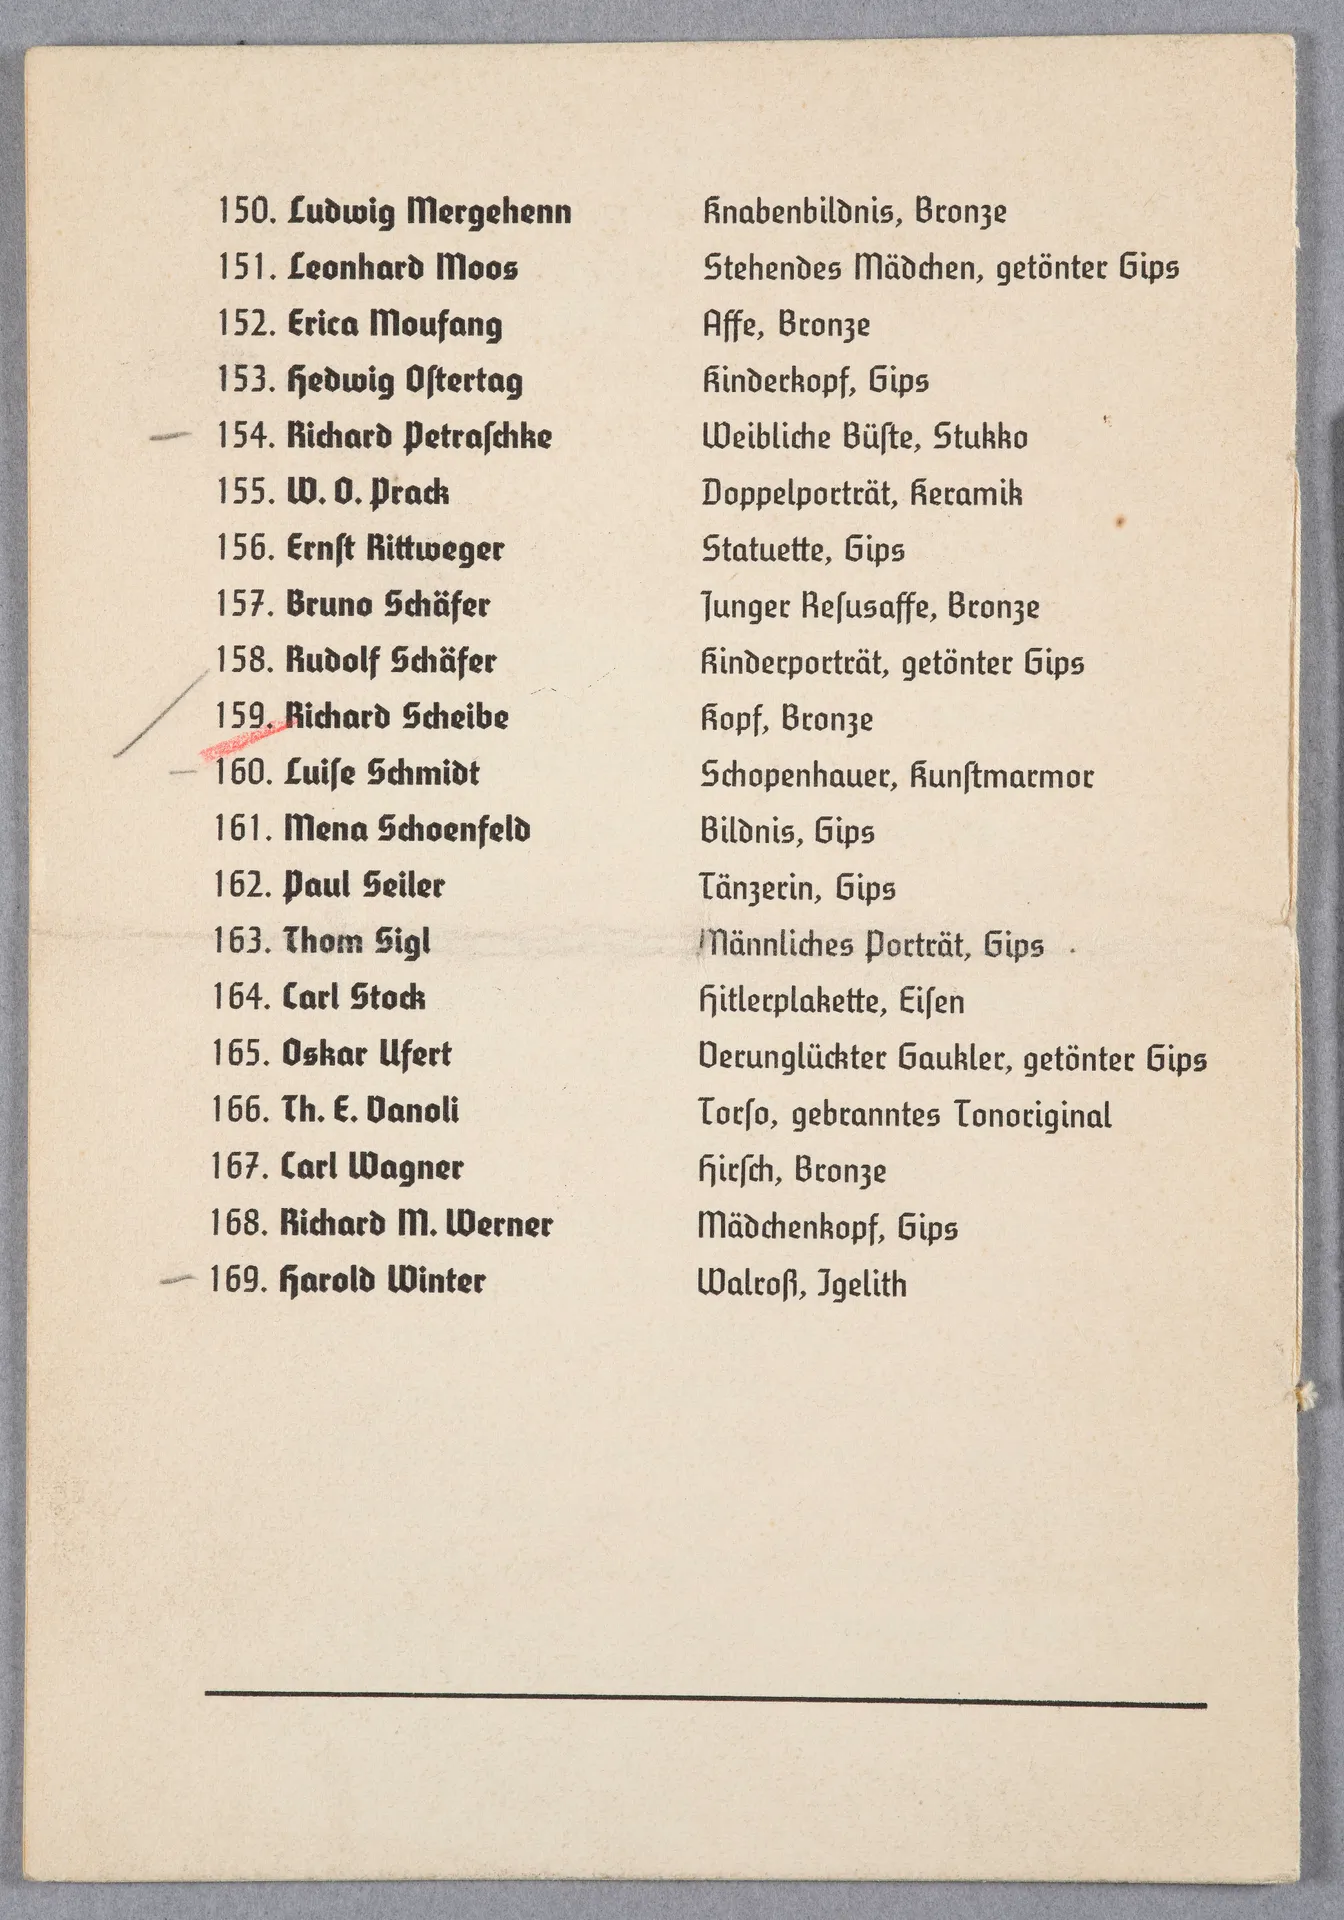 150. Ludwig Mergehenn Knabenbildnis, Bronze
151. Leonhard Moos Stehendes Mädchen, getönter Gips
152. Erica Moufang Affe, Bronze
153. Hedwig Oſtertag Kinderkopf, Gips
154. Richard Petraſchke Weibliche Büſte, Stukko
155. W. O. Prack Doppelporträt, Keramik
156. Ernſt Rittweger Statuette, Gips
157. Bruno Schäfer Junger Reſusaffe, Bronze
158. Rudolf Schäfer Kinderporträt, getönter Gips
159. Richard Scheibe Kopf, Bronze
160. Luiſe Schmidt Schopenhauer, Kunſtmarmor
161. Mena Schoenfeld Bildnis, Gips
162. Paul Seiler Tänzerin, Gips
163. Thom Sigl Männliches Porträt, Gips
164. Carl Stock Hitlerplakette, Eiſen
165. Oskar Ufert Verunglückter Gaukler, getönter Gips
166. Th. E. Vanoli Torſo, gebranntes Tonoriginal
167. Carl Wagner Hirſch, Bronze
168. Richard M. Werner Mädchenkopf, Gips
169. Harold Winter Walroß, Igelith